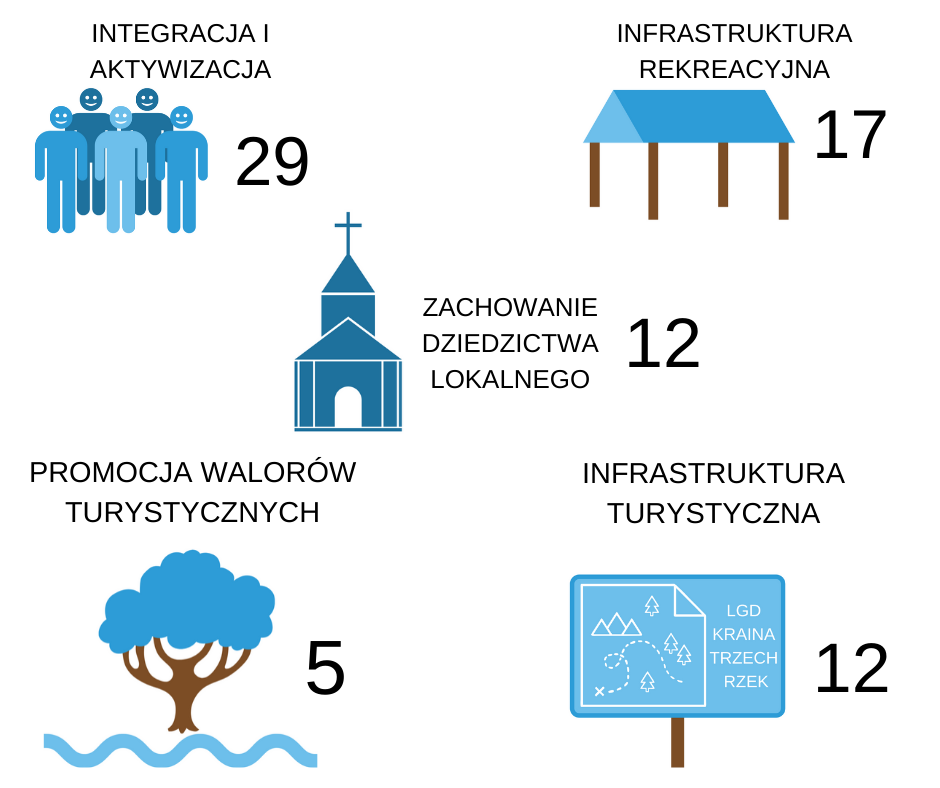 INTEGRACJA I
AKTYWIZACJA
29
INFRASTRUKTURA
REKREACYJNA
17
ZACHOWANIE
DZIEDZICTWA
LOKALNEGO
12
PROMOCJA WALORÓW
TURYSTYCZNYCH
5
INFRASTRUKTURA
TURYSTYCZNA
LGD
KRAINA
TRZECH
RZEK
12